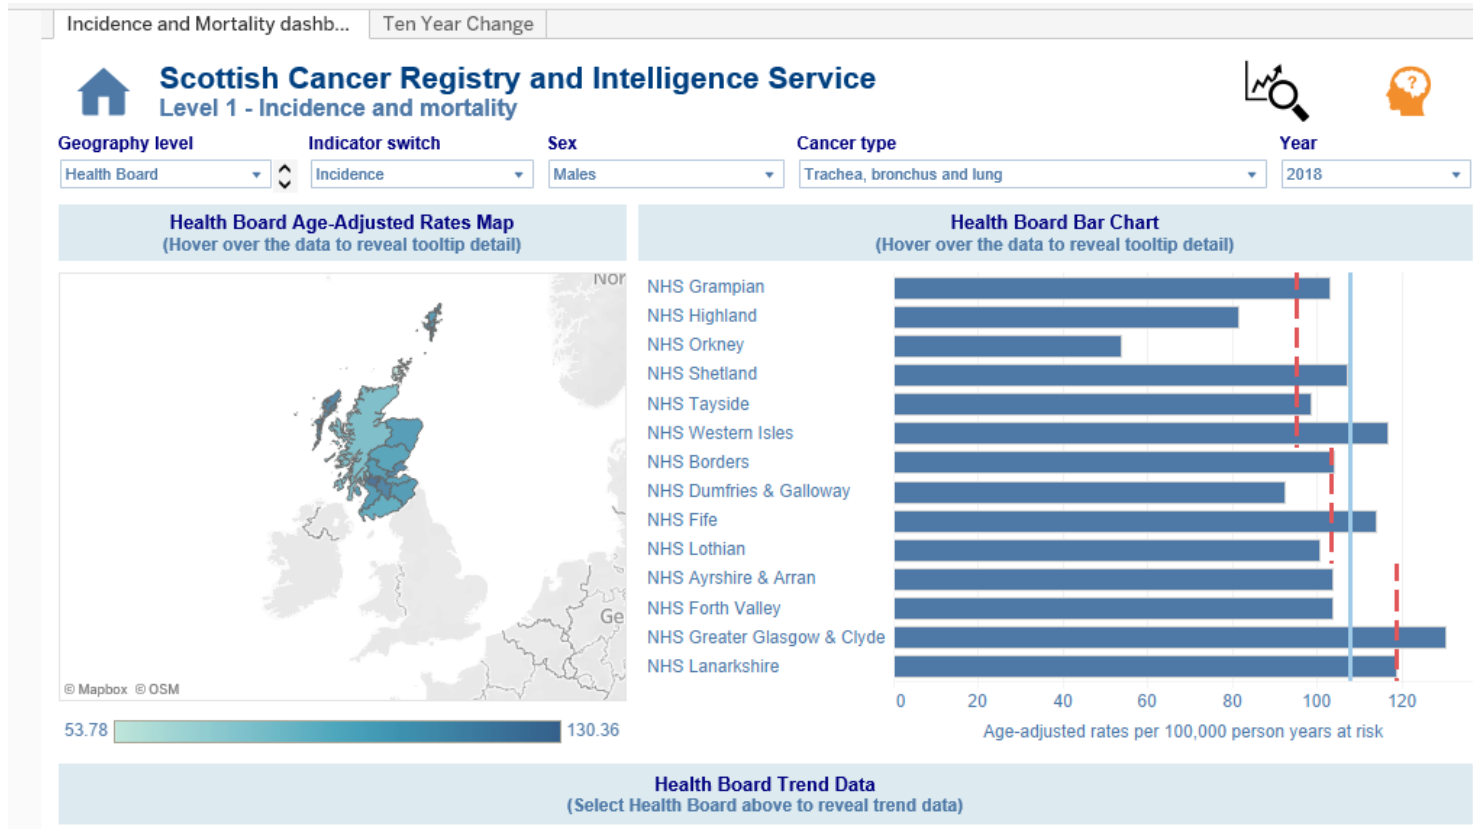 Incidence and Mortality dashb...
Ten Year Change
Scottish Cancer Registry and Intelligence Service
Level 1 - Incidence and mortality
Geography level
Indicator switch
Sex
Cancer type
Year
Health Board
Incidence
Males
Trachea, bronchus and lung
2018
Health Board Age-Adjusted Rates Map
(Hover over the data to reveal tooltip detail)
Health Board Bar Chart
(Hover over the data to reveal tooltip detail)
Nor
Ge
© Mapbox © OSM
53.78
130.36
NHS Grampian
NHS Highland
NHS Orkney
NHS Shetland
NHS Tayside
NHS Western Isles
NHS Borders
NHS Dumfries & Galloway
NHS Fife
NHS Lothian
NHS Ayrshire & Arran
NHS Forth Valley
NHS Greater Glasgow & Clyde
NHS Lanarkshire
0 20 40 60 80 100 120
Age-adjusted rates per 100,000 person years at risk
Health Board Trend Data
(Select Health Board above to reveal trend data)